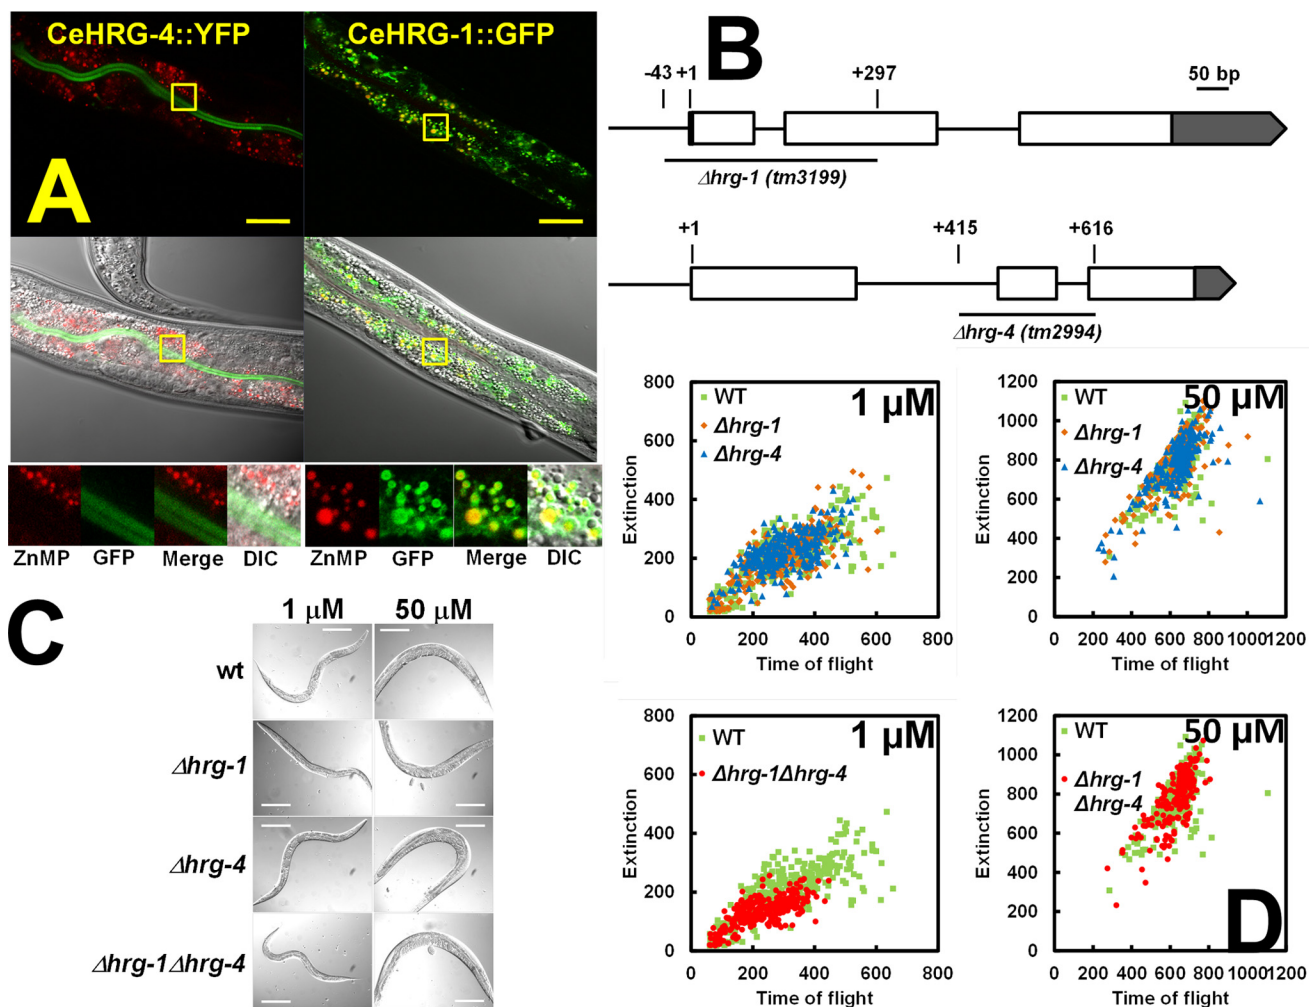 CeHRG-4::YFP
CeHRG-1::GFP
A
ZnMP
GFP
Merge
DIC
ZnMP
GFP
Merge
DIC
B
-43
+1
+297
50 bp
Δhrg-1 (tm3199)
+1
+415
+616
Δhrg-4 (tm2994)
C
1 μM
50 μM
wt
Δhrg-1
Δhrg-4
Δhrg-1Δhrg-4
800
600
400
200
0
Extinction
WT
Δhrg-1
Δhrg-4
1 μM
0
200
400
600
800
Time of flight
1200
1000
800
600
400
200
0
Extinction
WT
Δhrg-1
Δhrg-4
50 μM
0
200
400
600
800
1000
1200
Time of flight
800
600
400
200
0
Extinction
WT
Δhrg-1Δhrg-4
1 μM
0
200
400
600
800
Time of flight
1200
1000
800
600
400
200
0
Extinction
WT
Δhrg-1
Δhrg-4
50 μM
D
0
200
400
600
800
1000
1200
Time of flight